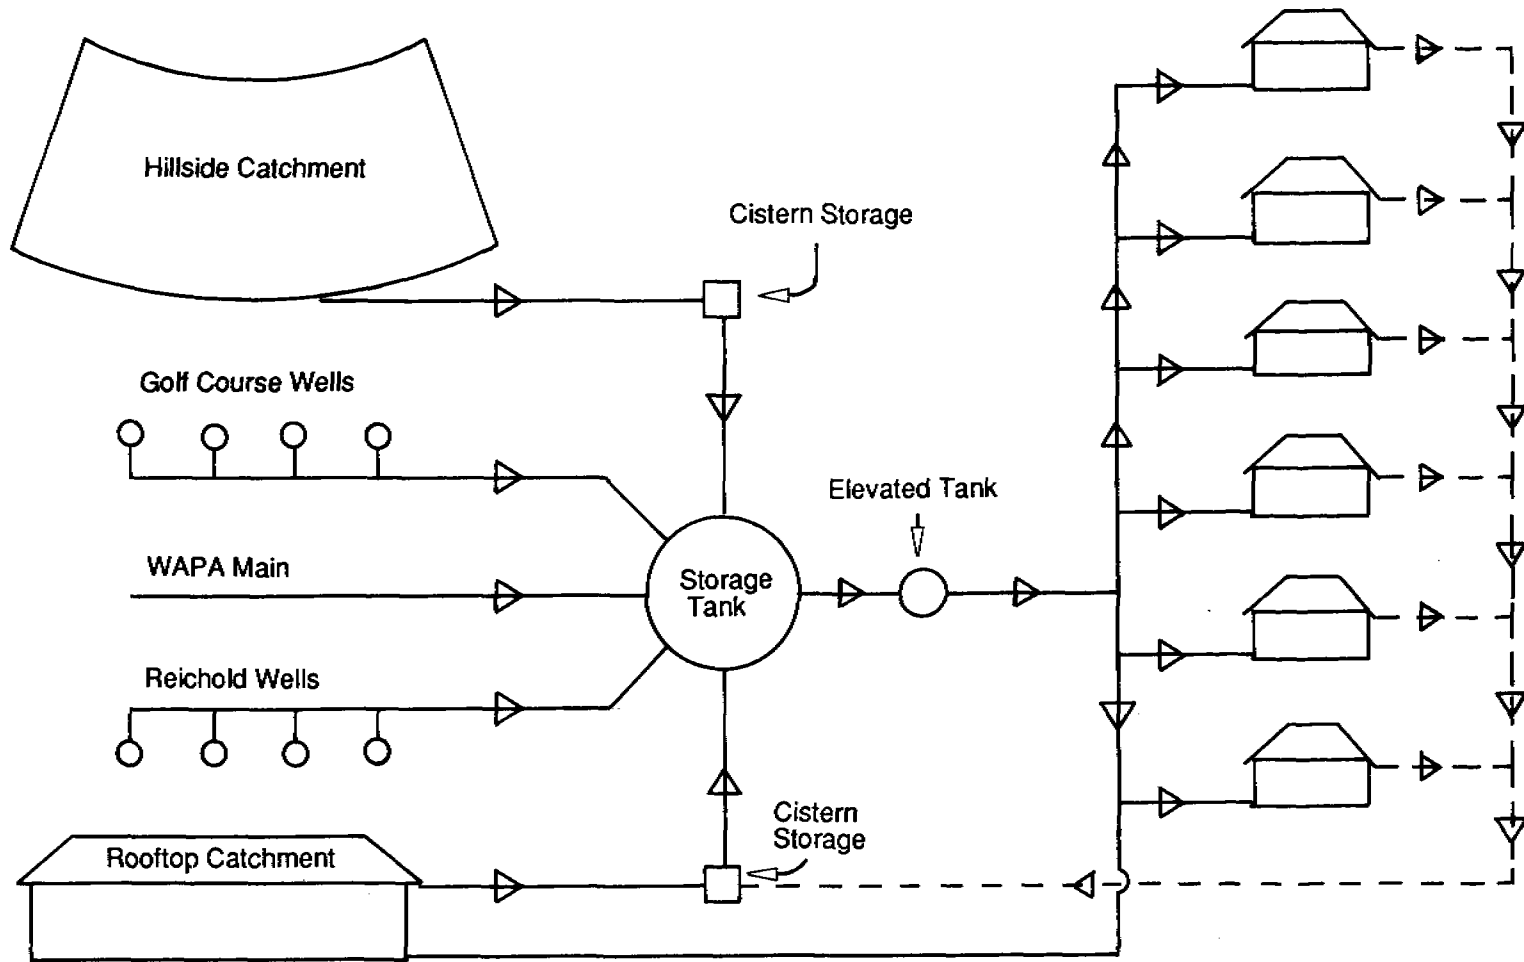 Hillside Catchment
Cistern Storage
Golf Course Wells
Elevated Tank
WAPA Main
Storage
Tank
Reichold Wells
Cistern
Storage
Rooftop Catchment